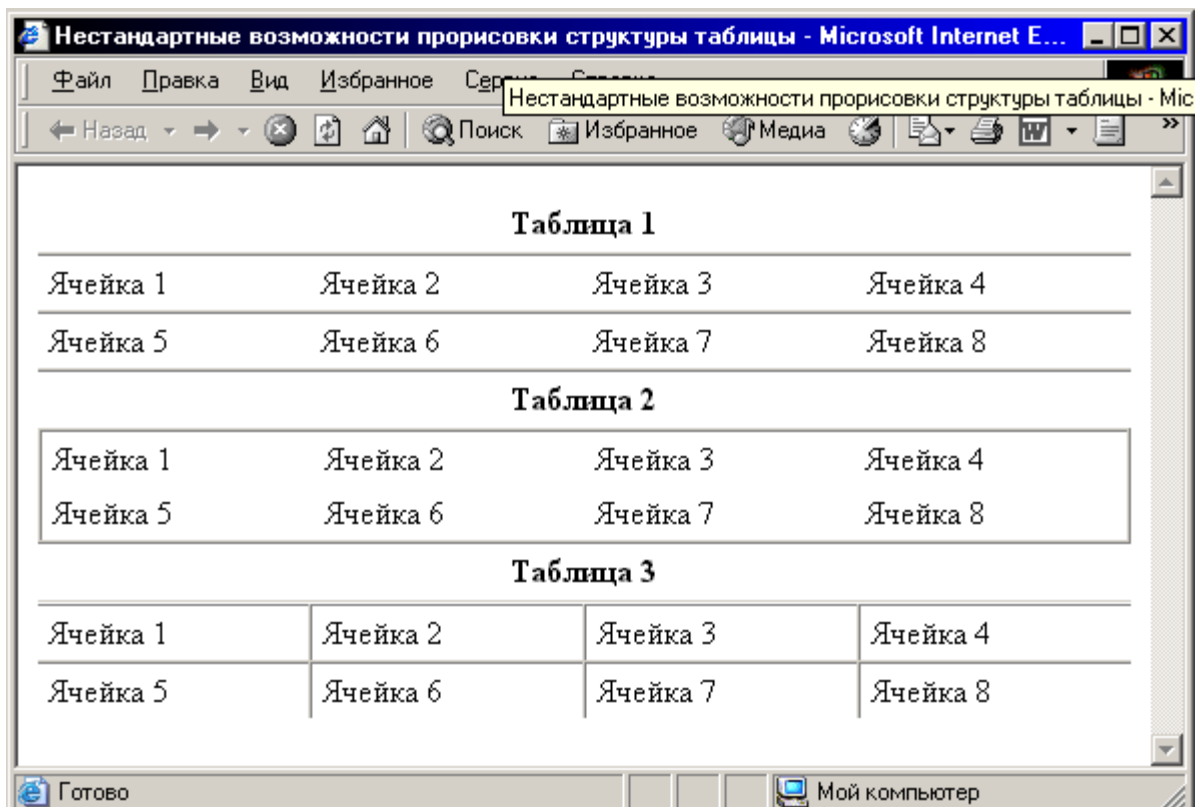 Нестандартные возможности прорисовки структуры таблицы - Microsoft Internet E...
Файл Правка Вид Избранное
Нестандартные возможности прорисовки структуры таблицы - Mic
Назад Поиск Избранное Медиа
Таблица 1
Ячейка 1 Ячейка 2 Ячейка 3 Ячейка 4
Ячейка 5 Ячейка 6 Ячейка 7 Ячейка 8
Таблица 2
Ячейка 1 Ячейка 2 Ячейка 3 Ячейка 4
Ячейка 5 Ячейка 6 Ячейка 7 Ячейка 8
Таблица 3
Ячейка 1 Ячейка 2 Ячейка 3 Ячейка 4
Ячейка 5 Ячейка 6 Ячейка 7 Ячейка 8
Готово Мой компьютер